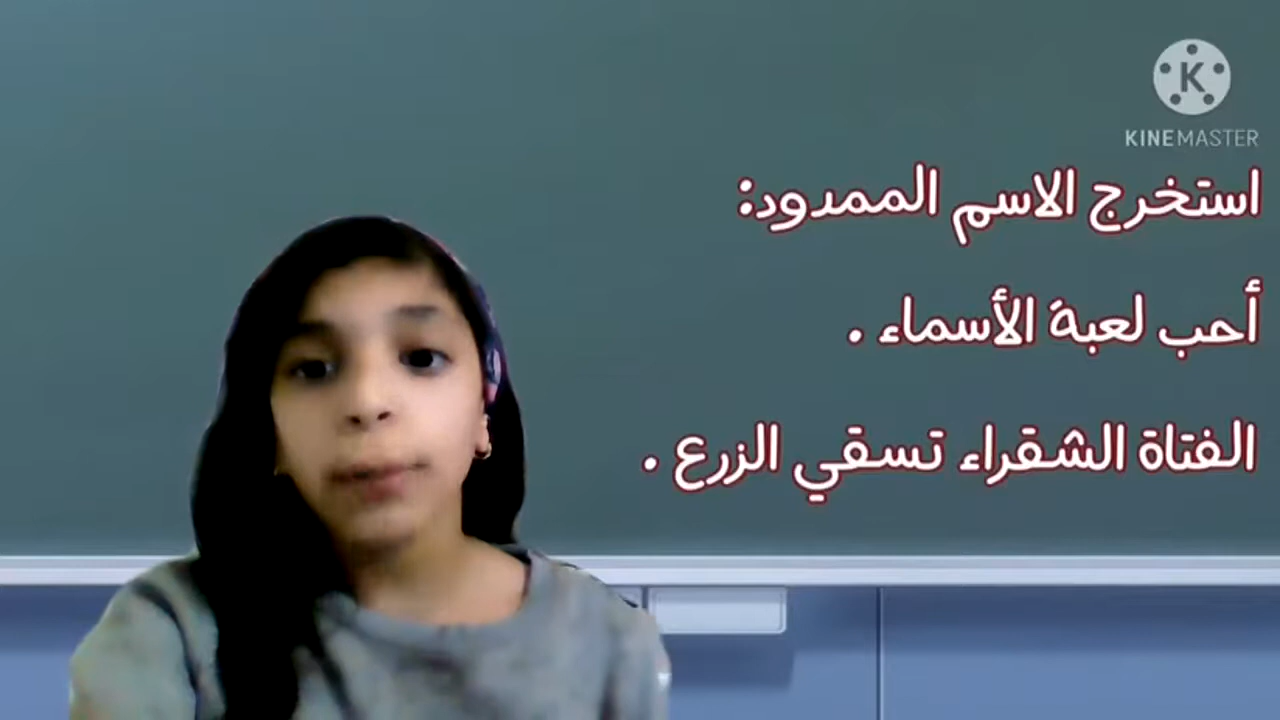 KINEMASTER
استخرج الاسم الممدود:
أحب لعبة الأسماء .
الفتاة الشقراء تسقي الزرع .